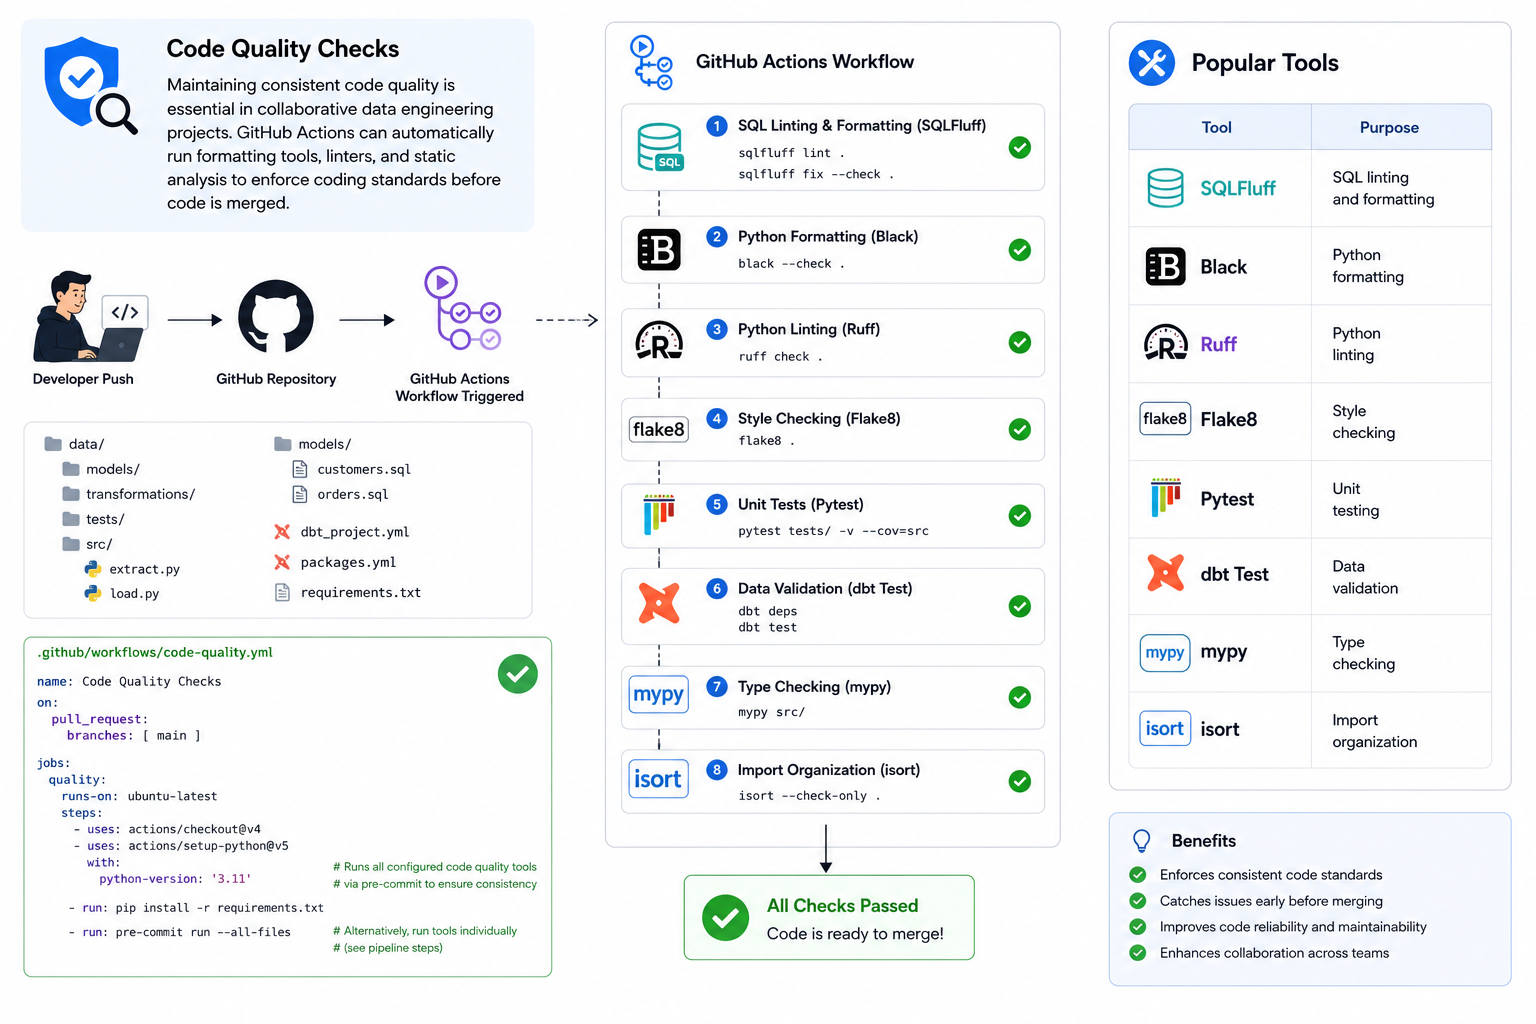 Code Quality Checks
Maintaining consistent code quality is
essential in collaborative data engineering
projects. GitHub Actions can automatically
run formatting tools, linters, and static
analysis to enforce coding standards before
code is merged.
</>
Developer Push
GitHub Repository
GitHub Actions
Workflow Triggered
data/
models/
transformations/
tests/
src/
extract.py
load.py
models/
customers.sql
orders.sql
dbt_project.yml
packages.yml
requirements.txt
.github/workflows/code-quality.yml
name: Code Quality Checks
on:
pull_request:
branches: [ main ]
jobs:
quality:
runs-on: ubuntu-latest
steps:
- uses: actions/checkout@v4
- uses: actions/setup-python@v5
with:
python-version: '3.11'
# Runs all configured code quality tools
# via pre-commit to ensure consistency
- run: pip install -r requirements.txt
- run: pre-commit run --all-files
# Alternatively, run tools individually
# (see pipeline steps)
GitHub Actions Workflow
SQL
1 SQL Linting & Formatting (SQLFluff)
sqlfluff lint .
sqlfluff fix --check .
B
2 Python Formatting (Black)
black --check .
R
3 Python Linting (Ruff)
ruff check .
flake8
4 Style Checking (Flake8)
flake8 .
5 Unit Tests (Pytest)
pytest tests/ -v --cov=src
6 Data Validation (dbt Test)
dbt deps
dbt test
mypy
7 Type Checking (mypy)
mypy src/
isort
8 Import Organization (isort)
isort --check-only .
All Checks Passed
Code is ready to merge!
Popular Tools
Tool Purpose
SQLFluff
SQL linting
and formatting
B Black
Python
formatting
R Ruff
Python
linting
flake8 Flake8
Style
checking
Pytest
Unit
testing
dbt Test
Data
validation
mypy mypy
Type
checking
isort isort
Import
organization
Benefits
Enforces consistent code standards
Catches issues early before merging
Improves code reliability and maintainability
Enhances collaboration across teams